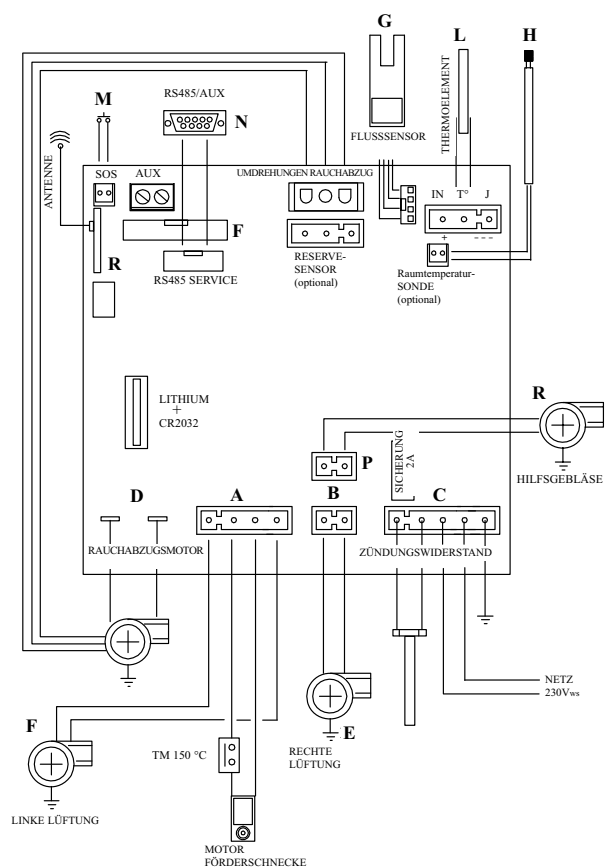 G
L
H
RS485/AUX
M
N
THERMOELEMENT
FLUSSSENSOR
ANTENNE
SOS
AUX
UMDREHUNGEN RAUCHABZUG
IN T° J
F
+ ---
R
RS485 SERVICE
RESERVE-
SENSOR
(optional)
Raumtemperatur-
SONDE
(optional)
LITHIUM
+
CR2032
R
P
SICHERUNG
2A
HILFSGEBLÄSE
D
A
B
C
RAUCHABZUGSMOTOR
ZÜNDUNGSWIDERSTAND
NETZ
230Vws
F
E
TM 150 °C
RECHTE
LÜFTUNG
LINKE LÜFTUNG
MOTOR
FÖRDERSCHNECKE